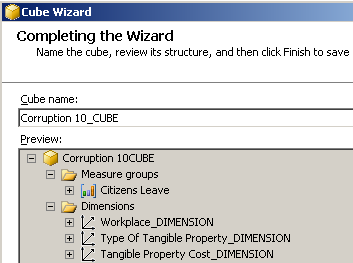 Cube Wizard
Completing the Wizard
Name the cube, review its structure, and then click Finish to save
Cube name:
Corruption 10_CUBE
Preview:
Corruption 10CUBE
Measure groups
Citizens Leave
Dimensions
Workplace_DIMENSION
Type Of Tangible Property_DIMENSION
Tangible Property Cost_DIMENSION